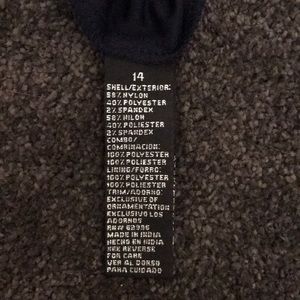 14
SHELL/EXTERIOR:
58% NYLON
40% POLYESTER
2% SPANDEX
58% NILON
40% POLIESTER
2% SPANDEX
COMBO/
COMBINACION:
100% POLYESTER
100% POLIESTER
LINING/FORRO:
100% POLYESTER
100% POLIESTER
TRIM/ADORNO:
EXCLUSIVE OF
ORNAMENTATION
EXCLUSIVO LOS
ADORNOS
RN#
MADE IN INDIA
HECHO EN INDIA
SEE REVERSE
FOR CARE
VER AL DORSO
PARA CUIDADO